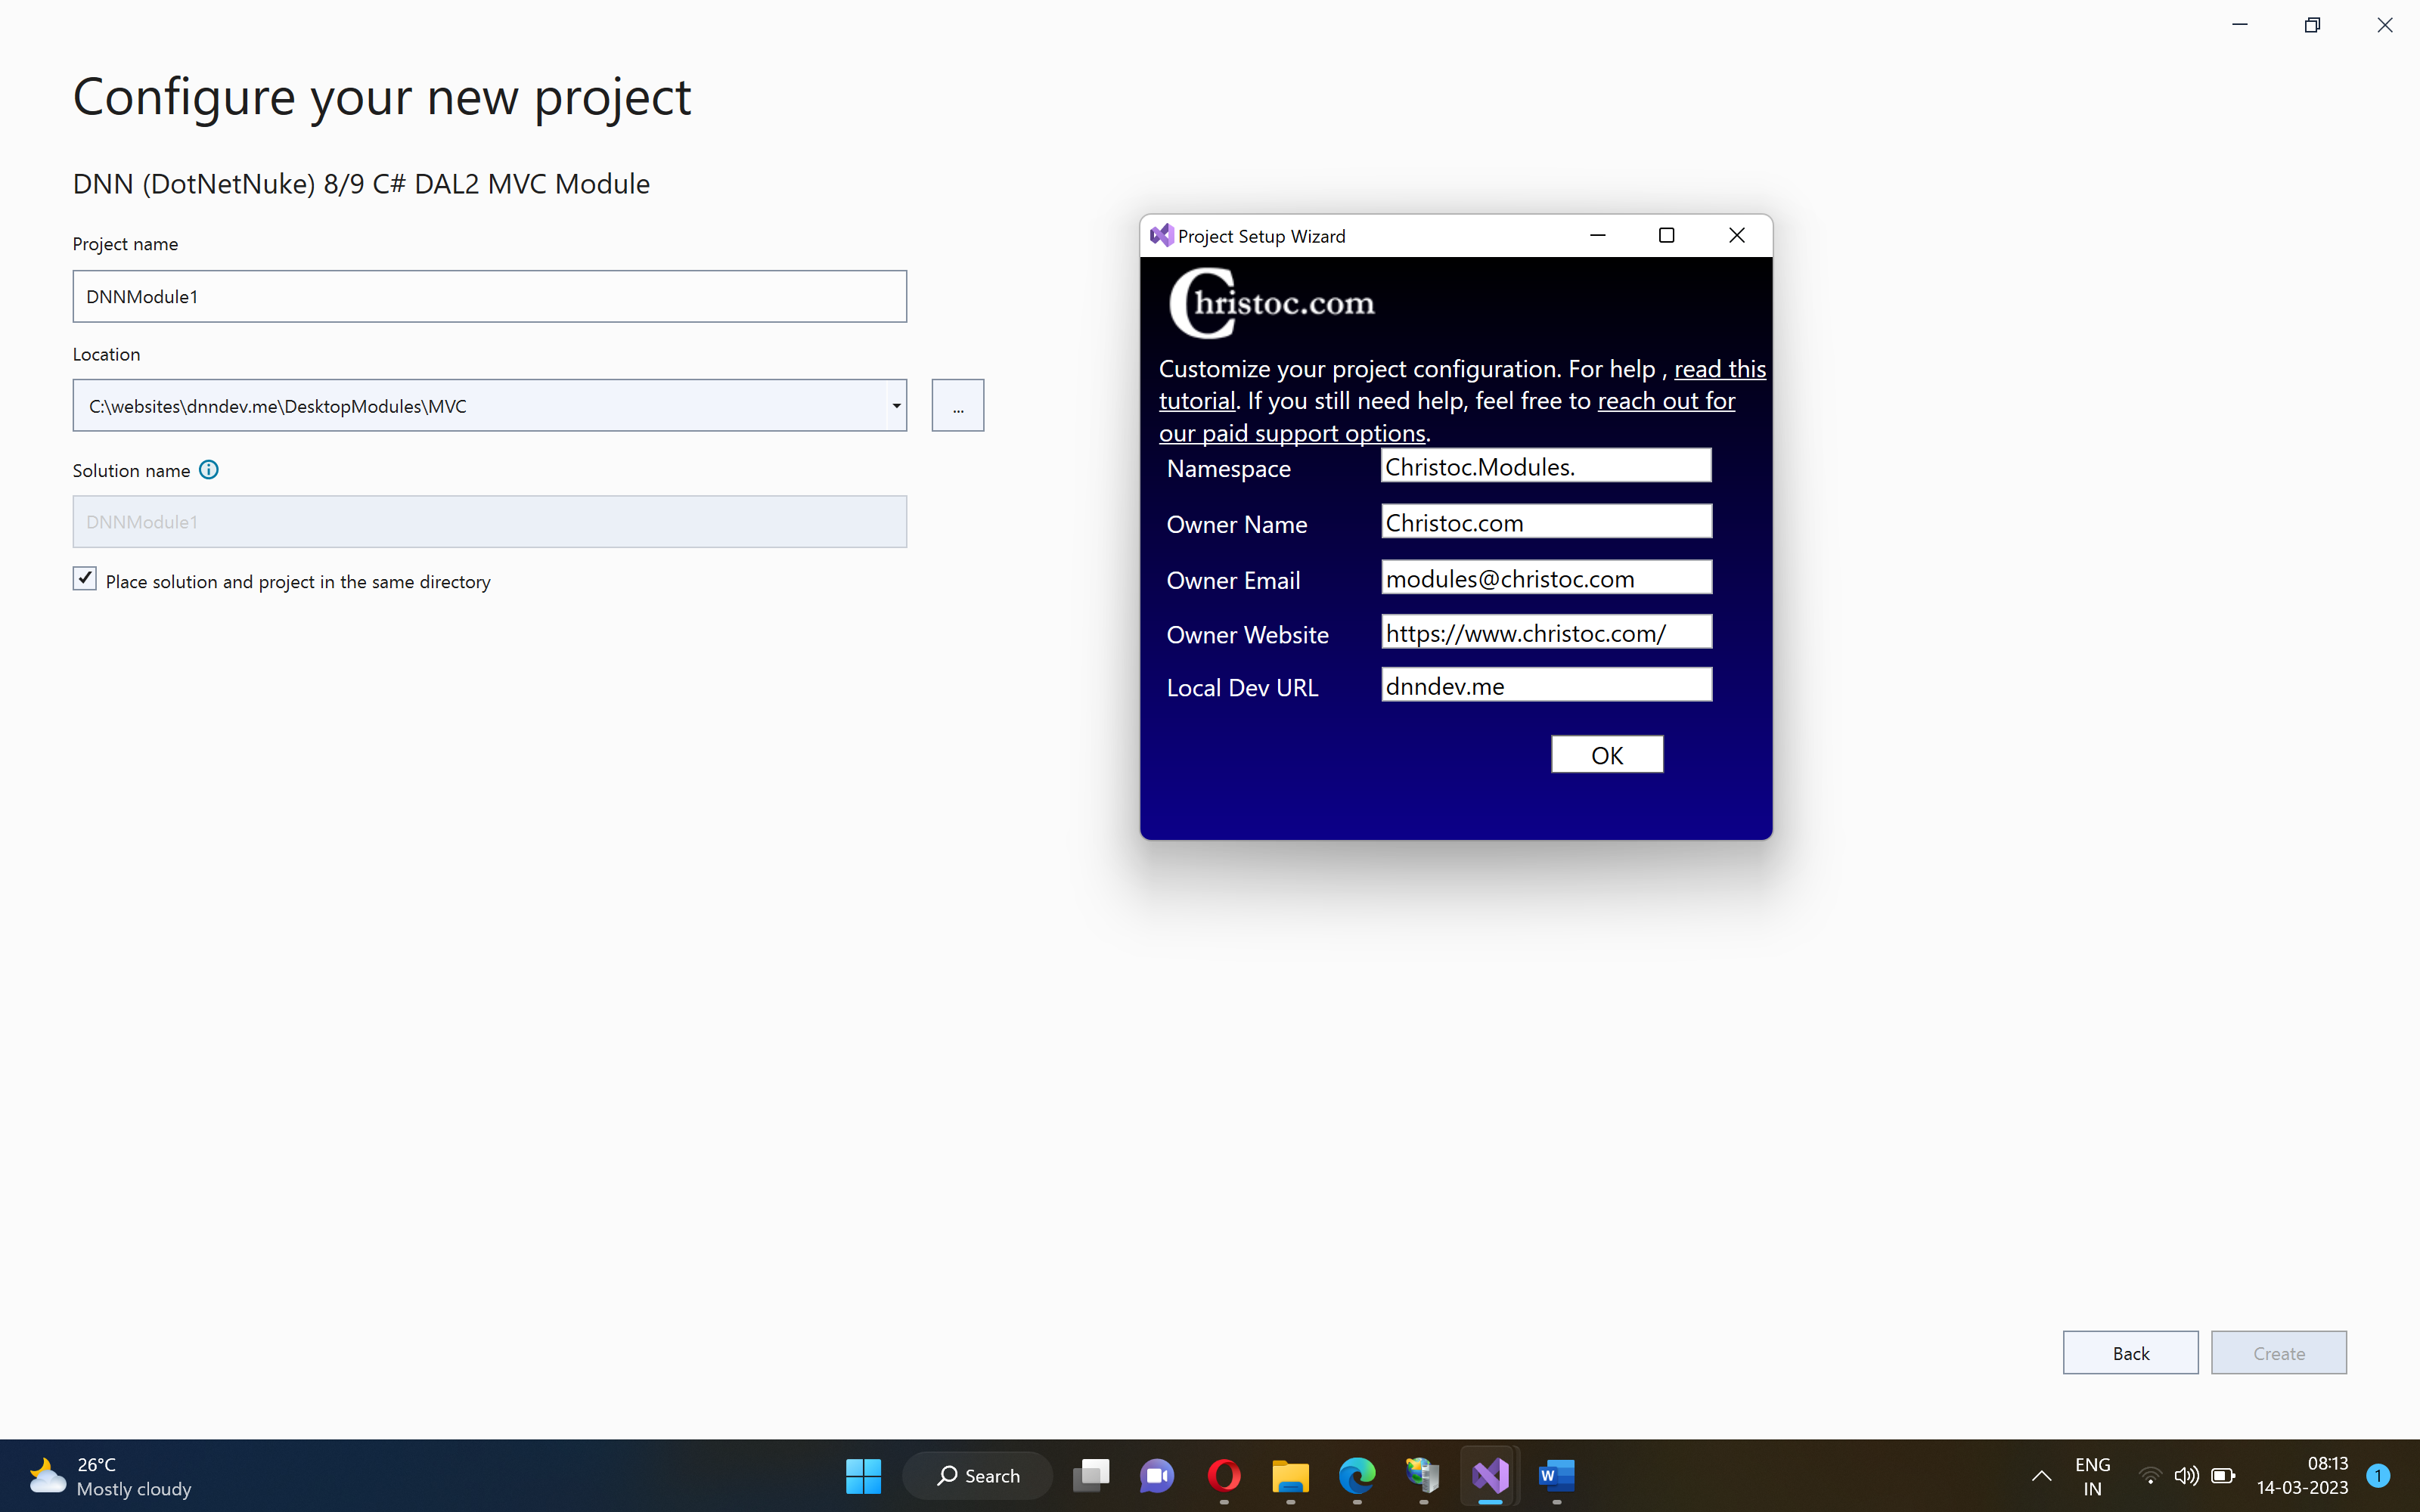 Configure your new project
DNN (DotNetNuke) 8/9 C# DAL2 MVC Module
Project name
DNNModule1
Location
C:\websites\dnndev.me\DesktopModules\MVC
...
Solution name
DNNModule1
Place solution and project in the same directory
Project Setup Wizard
Christoc.com
Customize your project configuration. For help , read this
tutorial. If you still need help, feel free to reach out for
our paid support options.
Namespace
Christoc.Modules.
Owner Name
Christoc.com
Owner Email
modules@christoc.com
Owner Website
https://www.christoc.com/
Local Dev URL
dnndev.me
OK
Back
Create
26°C
Mostly cloudy
Search
W
ENG
IN
08:13
14-03-2023
1